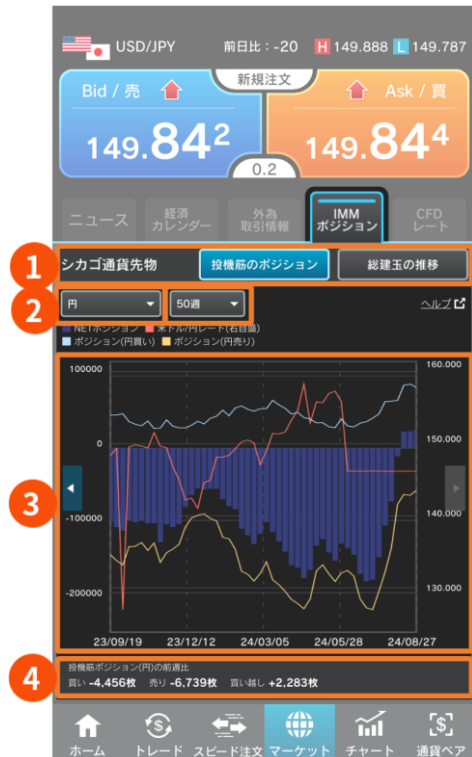 USD/JPY 前日比：-20 H 149.888 L 149.787
新規注文
Bid / 売 Ask / 買
149.842 149.844
0.2
ニュース 経済カレンダー 外為取引情報 IMMポジション CFDレート
1 シカゴ通貨先物 投機筋のポジション 総建玉の推移
2 円 50週 ヘルプ
NETポジション 米ドル/円レート(右目盛)
ポジション(円買い) ポジション(円売り)
100000 160.000
0 150.000
3
-100000 140.000
-200000 130.000
23/09/19 23/12/12 24/03/05 24/05/28 24/08/27
4 投機筋ポジション(円)の前週比
買い -4,456枚 売り -6,739枚 買い越し +2,283枚
ホーム トレード スピード注文 マーケット チャート 通貨ペア